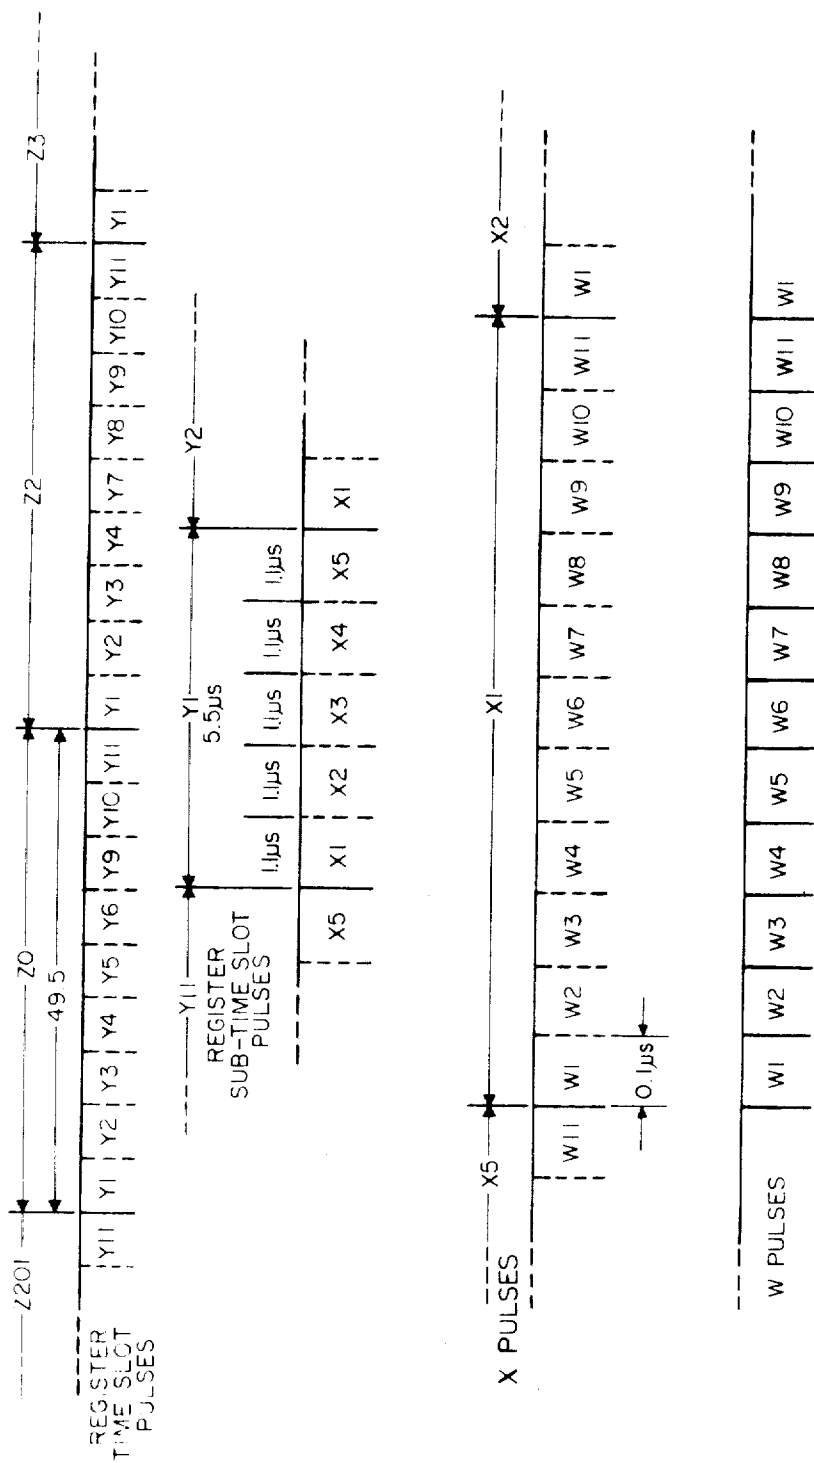 Z201 Z0 Z2 Z3
49.5
Y11 Y1 Y2 Y3 Y4 Y5 Y6 Y9 Y10 Y11 Y1 Y2 Y3 Y4 Y7 Y8 Y9 Y10 Y11 Y1
REGISTER
TIME SLOT
PULSES
Y11 Y1 Y2
5.5µs
REGISTER
SUB-TIME SLOT
PULSES
1.1µs 1.1µs 1.1µs 1.1µs 1.1µs
X5 X1 X2 X3 X4 X5 X1
X5 X1 X2
X PULSES
W11 W1 W2 W3 W4 W5 W6 W7 W8 W9 W10 W11 W1
0.1µs
W PULSES
W1 W2 W3 W4 W5 W6 W7 W8 W9 W10 W11 W1